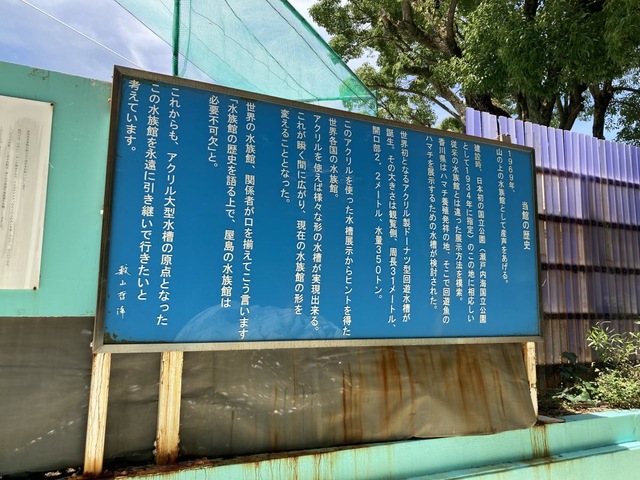 当館の歴史
１９６９年、
山の上の水族館として産声をあげる。
建設時、日本初の国立公園（瀬戸内海国立公園
として１９３４年に指定）のこの地に相応しい
従来の水族館とは違った展示方法を模索。
香川県はハマチ養殖発祥の地、そこで回遊魚の
ハマチを展示するための水槽が検討された。
世界初となるアクリル製ドーナツ型回遊水槽が
誕生。その大きさは観覧側、周長３１メートル、
開口部２．２メートル、水量３５０トン。
このアクリルを使った水槽展示からヒントを得た
世界各国の水族館。
アクリルを使えば様々な形の水槽が実現出来る。
これが瞬く間に広がり、現在の水族館の形を
変えることとなった。
世界の水族館、関係者が口を揃えてこう言います
「水族館の歴史を語る上で、屋島の水族館は
必要不可欠」と。
これからも、アクリル大型水槽の原点となった
この水族館を永遠に引き継いで行きたいと
考えています。